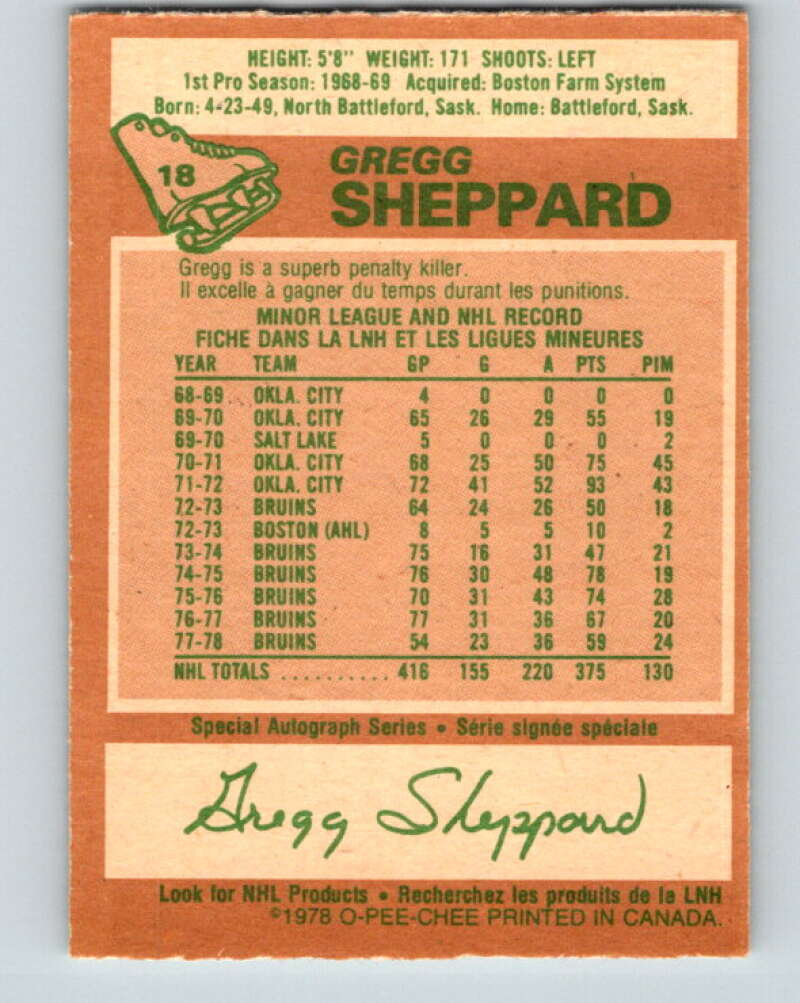 HEIGHT: 5'8" WEIGHT: 171 SHOOTS: LEFT
1st Pro Season: 1968-69 Acquired: Boston Farm System
Born: 4-23-49, North Battleford, Sask. Home: Battleford, Sask.
18
GREGG
SHEPPARD
Gregg is a superb penalty killer.
Il excelle à gagner du temps durant les punitions.
MINOR LEAGUE AND NHL RECORD
FICHE DANS LA LNH ET LES LIGUES MINEURES
YEAR TEAM GP G A PTS PIM
68-69 OKLA. CITY 4 0 0 0 0
69-70 OKLA. CITY 65 26 29 55 19
69-70 SALT LAKE 5 0 0 0 2
70-71 OKLA. CITY 68 25 50 75 45
71-72 OKLA. CITY 72 41 52 93 43
72-73 BRUINS 64 24 26 50 18
72-73 BOSTON (AHL) 8 5 5 10 2
73-74 BRUINS 75 16 31 47 21
74-75 BRUINS 76 30 48 78 19
75-76 BRUINS 70 31 43 74 28
76-77 BRUINS 77 31 36 67 20
77-78 BRUINS 54 23 36 59 24
NHL TOTALS .......... 416 155 220 375 130
Special Autograph Series • Série signée spéciale
Gregg Sheppard
Look for NHL Products • Recherchez les produits de la LNH
©1978 O-PEE-CHEE PRINTED IN CANADA.